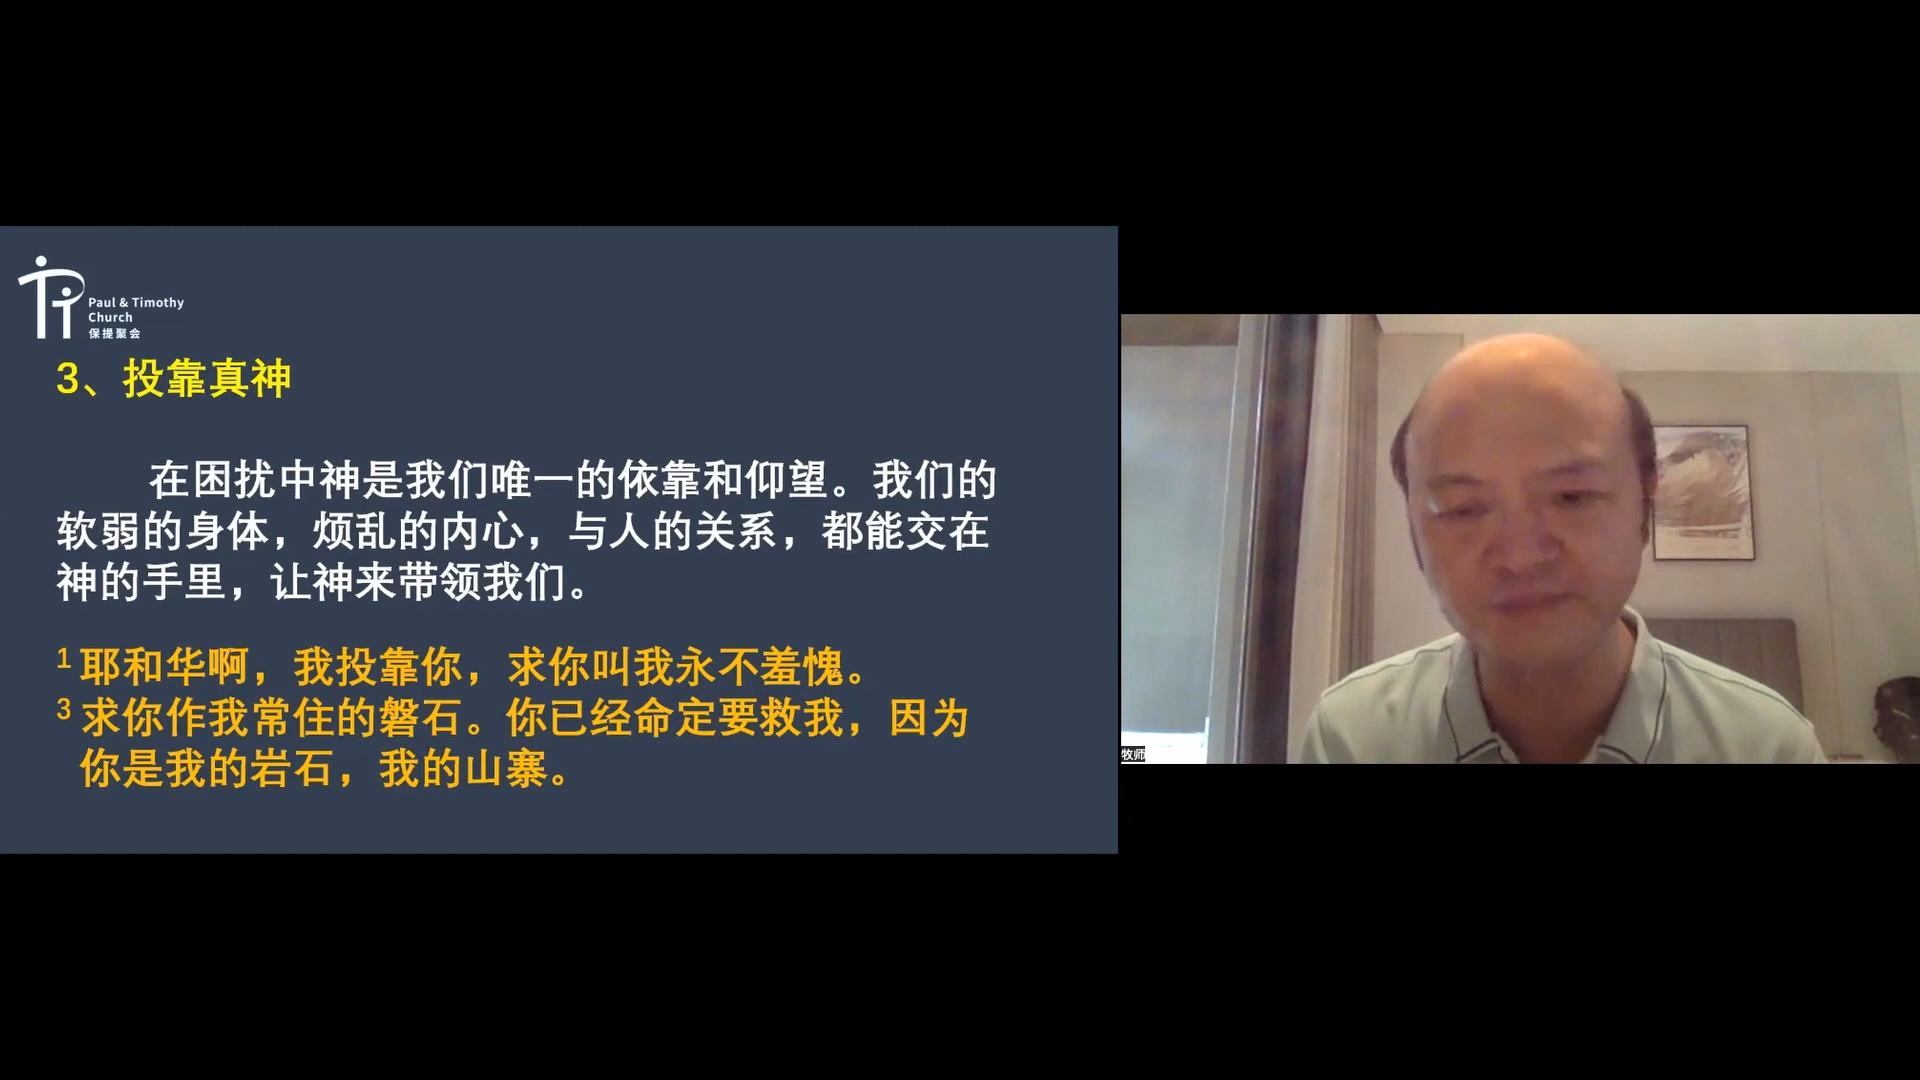 Paul & Timothy
Church
保提聚会
3、投靠真神
在困扰中神是我们唯一的依靠和仰望。我们的
软弱的身体，烦乱的内心，与人的关系，都能交在
神的手里，让神来带领我们。
1 耶和华啊，我投靠你，求你叫我永不羞愧。
3 求你作我常住的磐石。你已经命定要救我，因为
你是我的岩石，我的山寨。
牧师